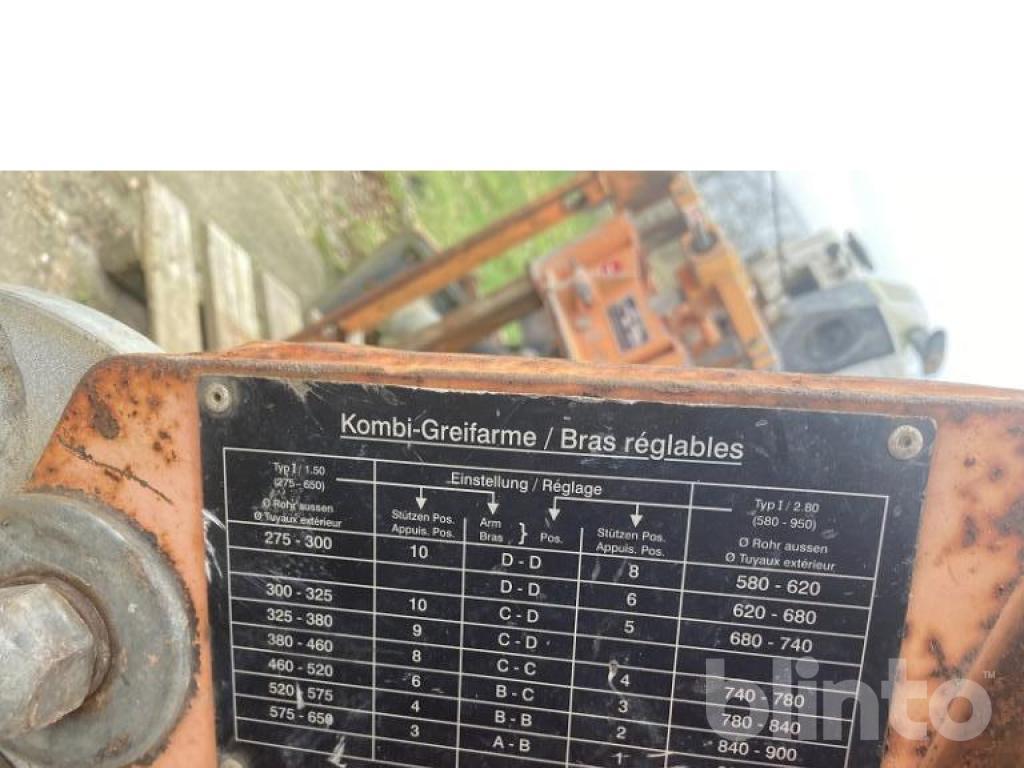 Kombi-Greifarme / Bras réglables
Typ I / 1.50
(275 - 650)
Ø Rohr aussen
Ø Tuyaux extérieur
Einstellung / Réglage
Stützen Pos.
Appuis. Pos.
Arm
Bras } Pos.
Stützen Pos.
Appuis. Pos.
Typ I / 2.80
(580 - 950)
Ø Rohr aussen
Ø Tuyaux extérieur
275 - 300 10 D - D 8 580 - 620
D - D 6 620 - 680
300 - 325 10 C - D 5 680 - 740
325 - 380 9 C - D
380 - 460 8 C - C 4 740 - 780
460 - 520 6 B - C 3 780 - 840
520 - 575 4 B - B 2 840 - 900
575 - 650 3 A - B 1
blinto™